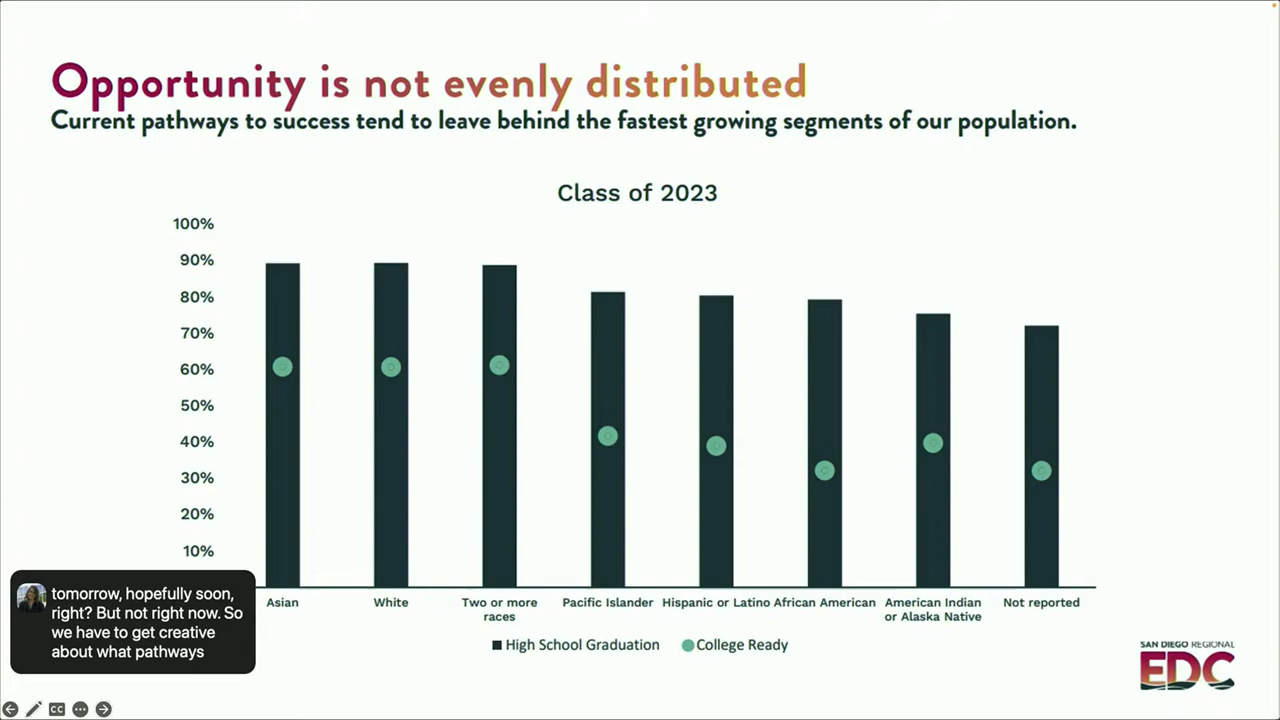 Opportunity is not evenly distributed
Current pathways to success tend to leave behind the fastest growing segments of our population.
Class of 2023
100%
90%
80%
70%
60%
50%
40%
30%
20%
10%
Asian
White
Two or more
races
Pacific Islander
Hispanic or Latino
African American
American Indian
or Alaska Native
Not reported
High School Graduation
College Ready
tomorrow, hopefully soon,
right? But not right now. So
we have to get creative
about what pathways
SAN DIEGO REGIONAL
EDC
CC